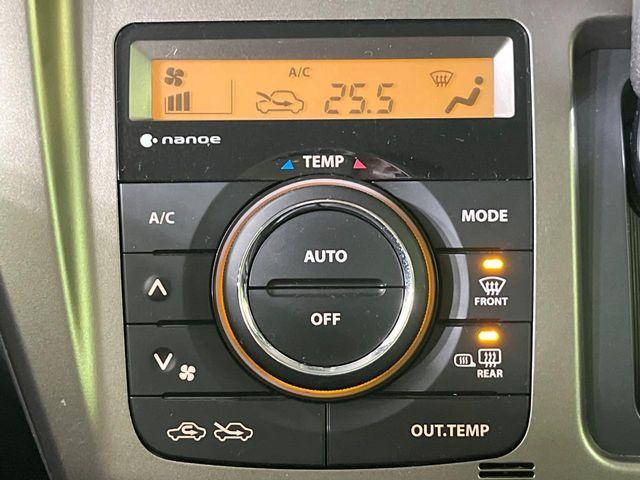 A/C
25.5
nanoe
TEMP
A/C
MODE
AUTO
OFF
FRONT
REAR
OUT.TEMP